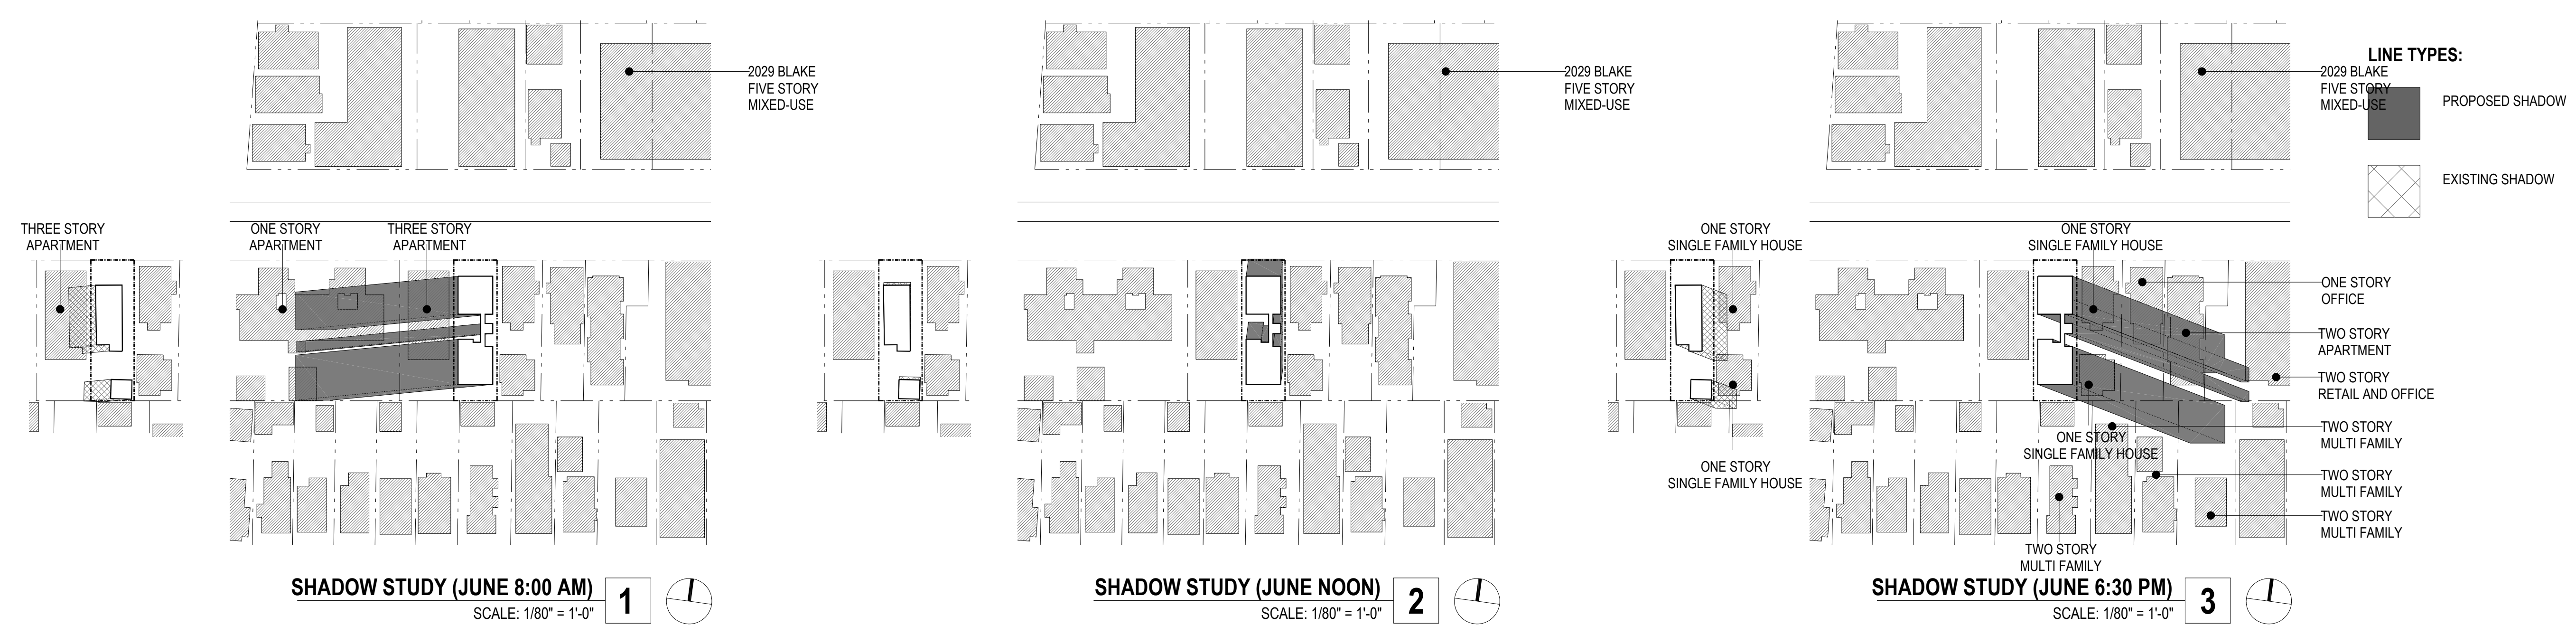 2029 BLAKE
FIVE STORY
MIXED-USE
THREE STORY
APARTMENT
ONE STORY
APARTMENT
THREE STORY
APARTMENT
SHADOW STUDY (JUNE 8:00 AM)
SCALE: 1/80" = 1'-0"
1
2029 BLAKE
FIVE STORY
MIXED-USE
SHADOW STUDY (JUNE NOON)
SCALE: 1/80" = 1'-0"
2
ONE STORY
SINGLE FAMILY HOUSE
ONE STORY
SINGLE FAMILY HOUSE
2029 BLAKE
FIVE STORY
MIXED-USE
ONE STORY
SINGLE FAMILY HOUSE
ONE STORY
OFFICE
TWO STORY
APARTMENT
TWO STORY
RETAIL AND OFFICE
TWO STORY
MULTI FAMILY
ONE STORY
SINGLE FAMILY HOUSE
TWO STORY
MULTI FAMILY
TWO STORY
MULTI FAMILY
TWO STORY
MULTI FAMILY
SHADOW STUDY (JUNE 6:30 PM)
SCALE: 1/80" = 1'-0"
3
LINE TYPES:
PROPOSED SHADOW
EXISTING SHADOW